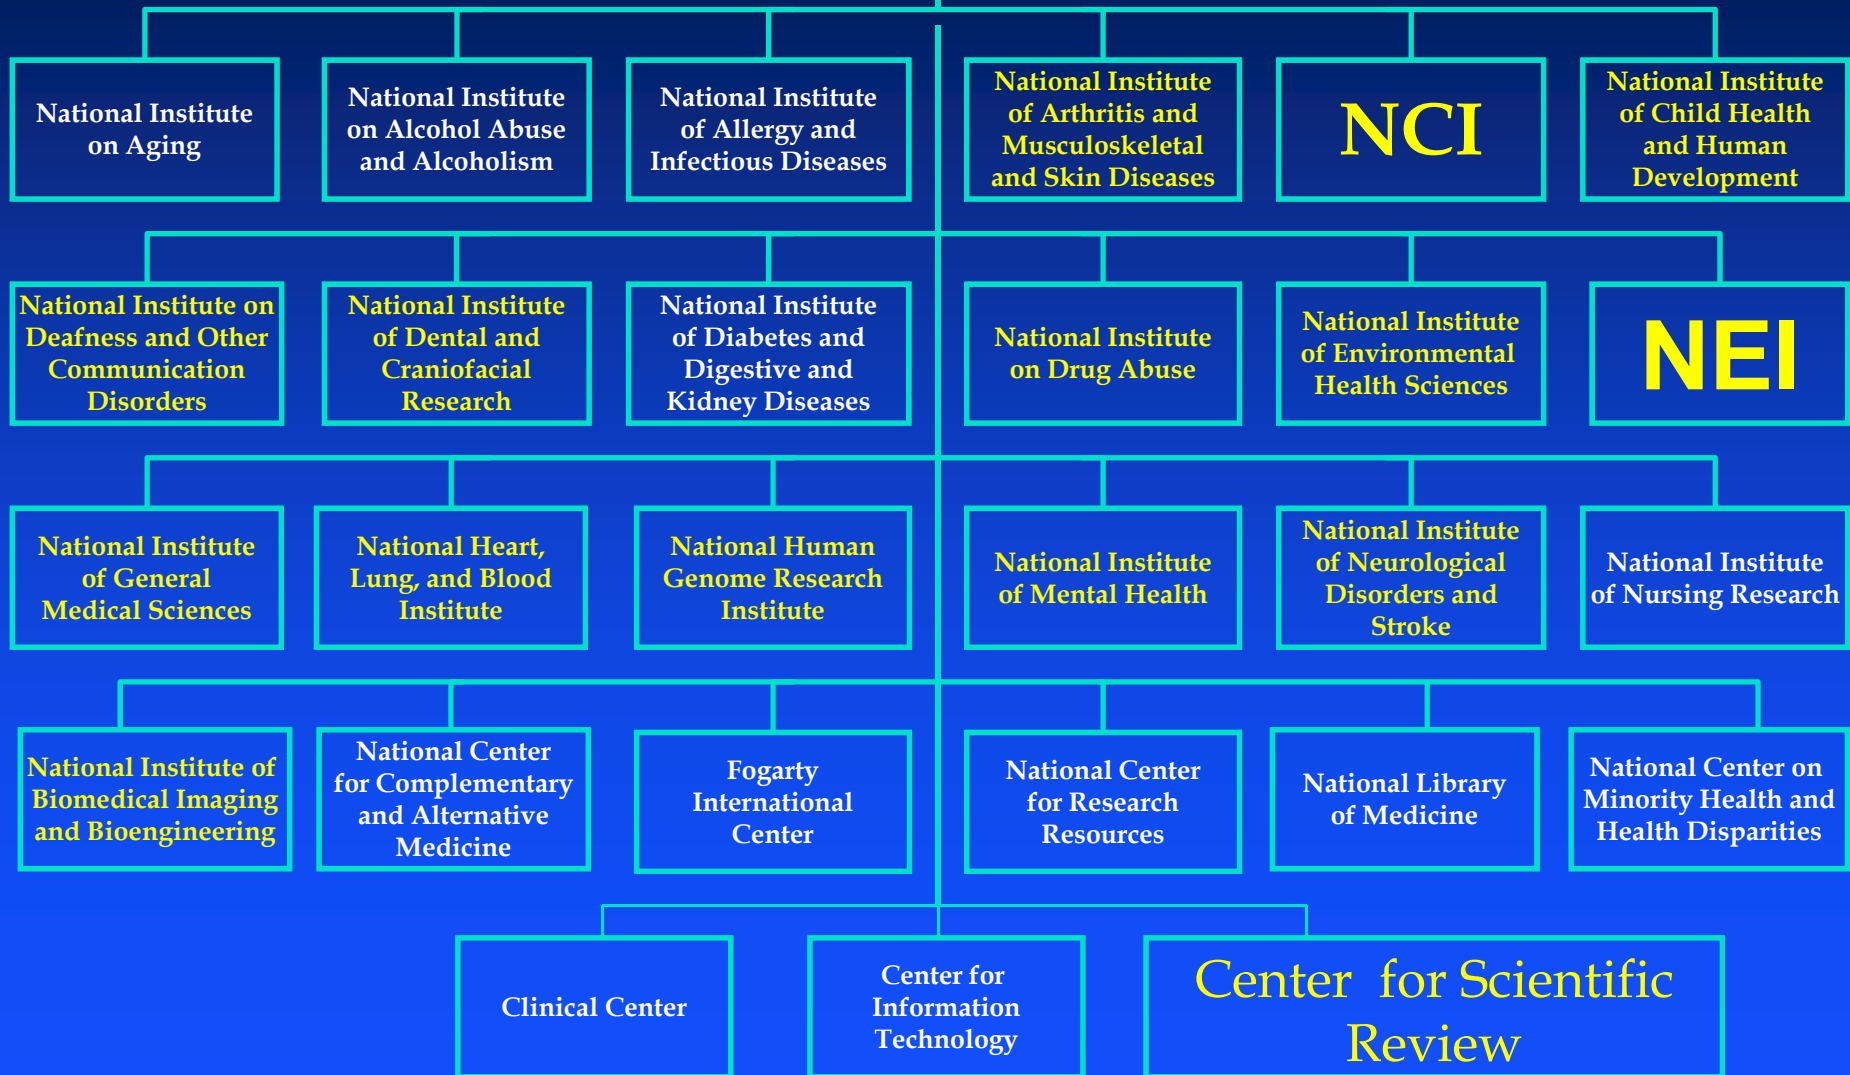 National Institute
on Aging
National Institute
on Alcohol Abuse
and Alcoholism
National Institute
of Allergy and
Infectious Diseases
National Institute
of Arthritis and
Musculoskeletal
and Skin Diseases
NCI
National Institute
of Child Health
and Human
Development
National Institute on
Deafness and Other
Communication
Disorders
National Institute
of Dental and
Craniofacial
Research
National Institute
of Diabetes and
Digestive and
Kidney Diseases
National Institute
on Drug Abuse
National Institute
of Environmental
Health Sciences
NEI
National Institute
of General
Medical Sciences
National Heart,
Lung, and Blood
Institute
National Human
Genome Research
Institute
National Institute
of Mental Health
National Institute
of Neurological
Disorders and
Stroke
National Institute
of Nursing Research
National Institute of
Biomedical Imaging
and Bioengineering
National Center
for Complementary
and Alternative
Medicine
Fogarty
International
Center
National Center
for Research
Resources
National Library
of Medicine
National Center on
Minority Health and
Health Disparities
Clinical Center
Center for
Information
Technology
Center for Scientific
Review